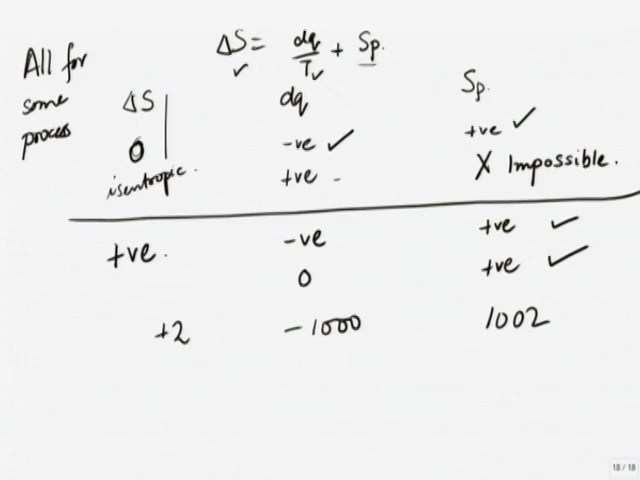 All for
some
process
ΔS = dq/T + Sp.
ΔS dq Sp.
0 -ve ✓ +ve ✓
isentropic. +ve - X Impossible.
+ve. -ve +ve ✓
0 +ve ✓
+2 -1000 1002
18 / 18